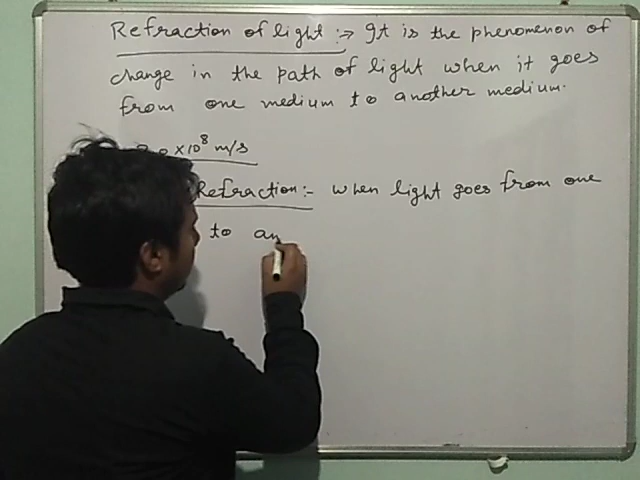 Refraction of light :→ It is the phenomenon of
change in the path of light when it goes
from one medium to another medium.
×10⁸ m/s
Refraction :- when light goes from one
to an